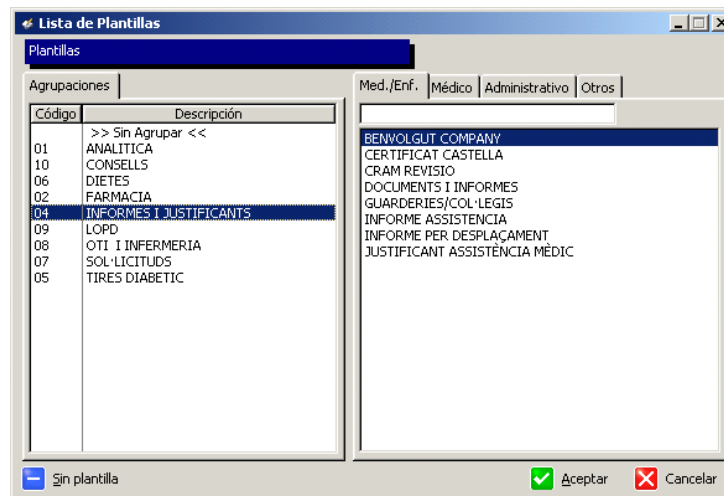 Lista de Plantillas
Plantillas
Agrupaciones
Código Descripción
>> Sin Agrupar <<
01 ANALITICA
10 CONSELLS
06 DIETES
02 FARMACIA
04 INFORMES I JUSTIFICANTS
09 LOPD
08 OTI I INFERMERIA
07 SOL·LICITUDS
05 TIRES DIABETIC
Med./Enf. Médico Administrativo Otros
BENVOLGUT COMPANY
CERTIFICAT CASTELLA
CRAM REVISIO
DOCUMENTS I INFORMES
GUARDERIES/COL·LEGIS
INFORME ASSISTENCIA
INFORME PER DESPLAÇAMENT
JUSTIFICANT ASSISTÈNCIA MÈDIC
Sin plantilla Aceptar Cancelar